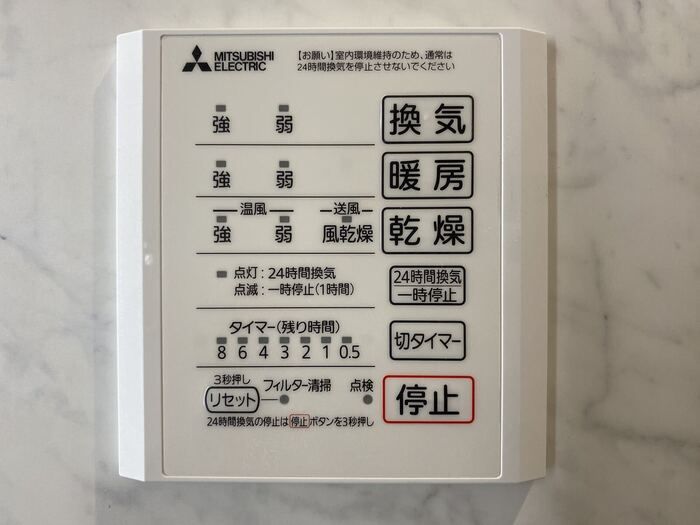 MITSUBISHI
ELECTRIC
【お願い】室内環境維持のため、通常は
24時間換気を停止させないでください
強 弱 換気
強 弱 暖房
温風 送風
強 弱 風乾燥 乾燥
点灯：24時間換気
点滅：一時停止(1時間)
24時間換気
一時停止
タイマー(残り時間)
8 6 4 3 2 1 0.5
切タイマー
3秒押し
リセット フィルター清掃 点検
停止
24時間換気の停止は停止ボタンを3秒押し